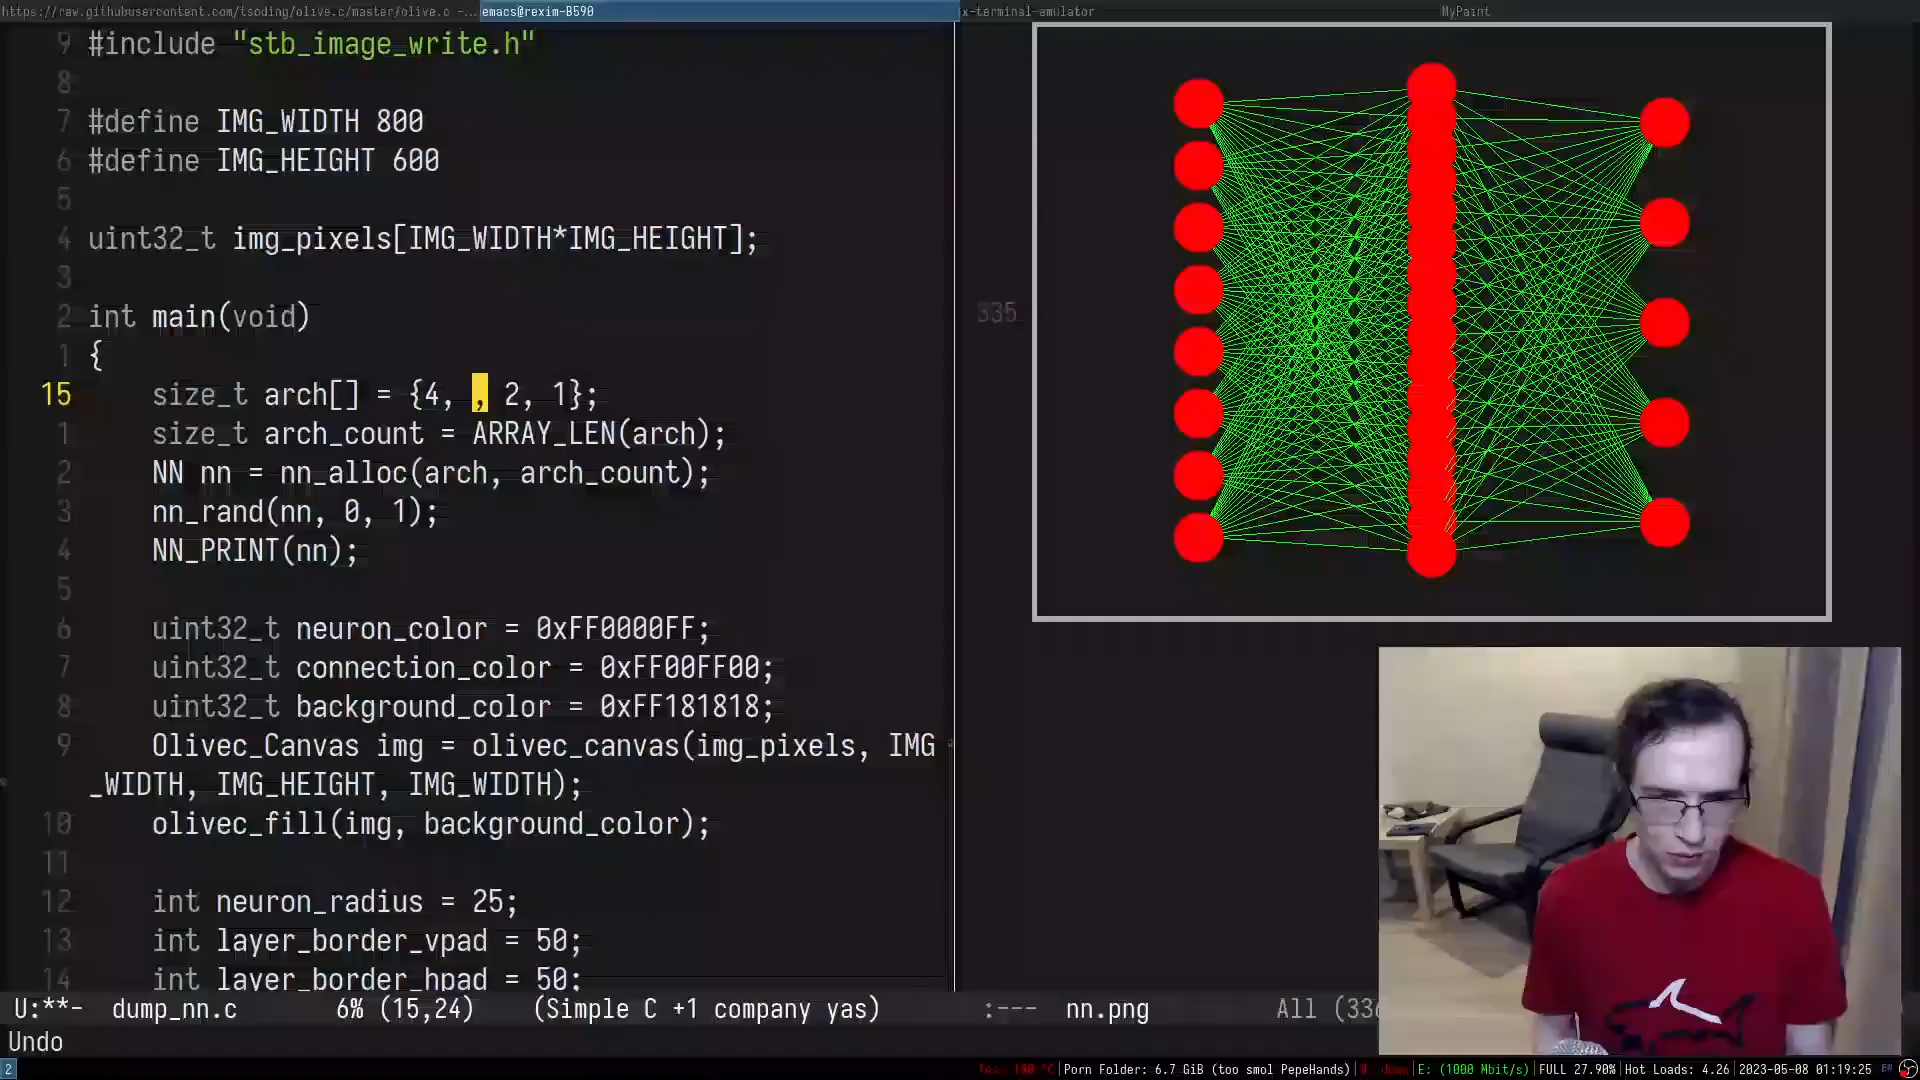 https://raw.githubusercontent.com/tsoding/olive.c/master/olive.c -...
emacs@rexim-B590
x-terminal-emulator
MyPaint
9 #include "stb_image_write.h"
8
7 #define IMG_WIDTH 800
6 #define IMG_HEIGHT 600
5
4 uint32_t img_pixels[IMG_WIDTH*IMG_HEIGHT];
3
2 int main(void)
1 {
15 size_t arch[] = {4, , 2, 1};
1 size_t arch_count = ARRAY_LEN(arch);
2 NN nn = nn_alloc(arch, arch_count);
3 nn_rand(nn, 0, 1);
4 NN_PRINT(nn);
5
6 uint32_t neuron_color = 0xFF0000FF;
7 uint32_t connection_color = 0xFF00FF00;
8 uint32_t background_color = 0xFF181818;
9 Olivec_Canvas img = olivec_canvas(img_pixels, IMG
_WIDTH, IMG_HEIGHT, IMG_WIDTH);
10 olivec_fill(img, background_color);
11
12 int neuron_radius = 25;
13 int layer_border_vpad = 50;
14 int layer_border_hpad = 50;
335
U:**- dump_nn.c 6% (15,24) (Simple C +1 company yas)
:--- nn.png All (336
Undo
2
Porn Folder: 6.7 GiB (too smol PepeHands)
E: (1000 Mbit/s)
FULL 27.90%
Hot Loads: 4.26
2023-05-08 01:19:25